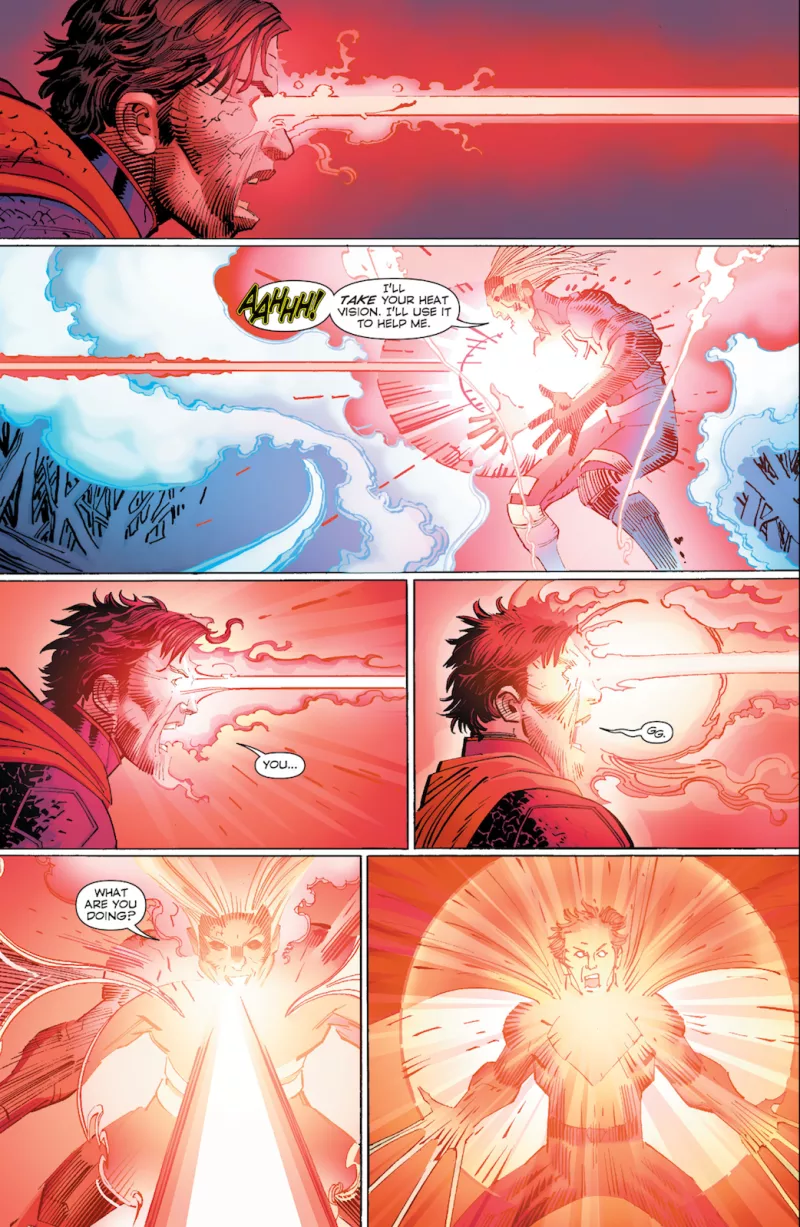 AAHHH!
I'LL
TAKE YOUR HEAT
VISION. I'LL USE IT
TO HELP ME.
YOU...
GG.
WHAT
ARE YOU
DOING?